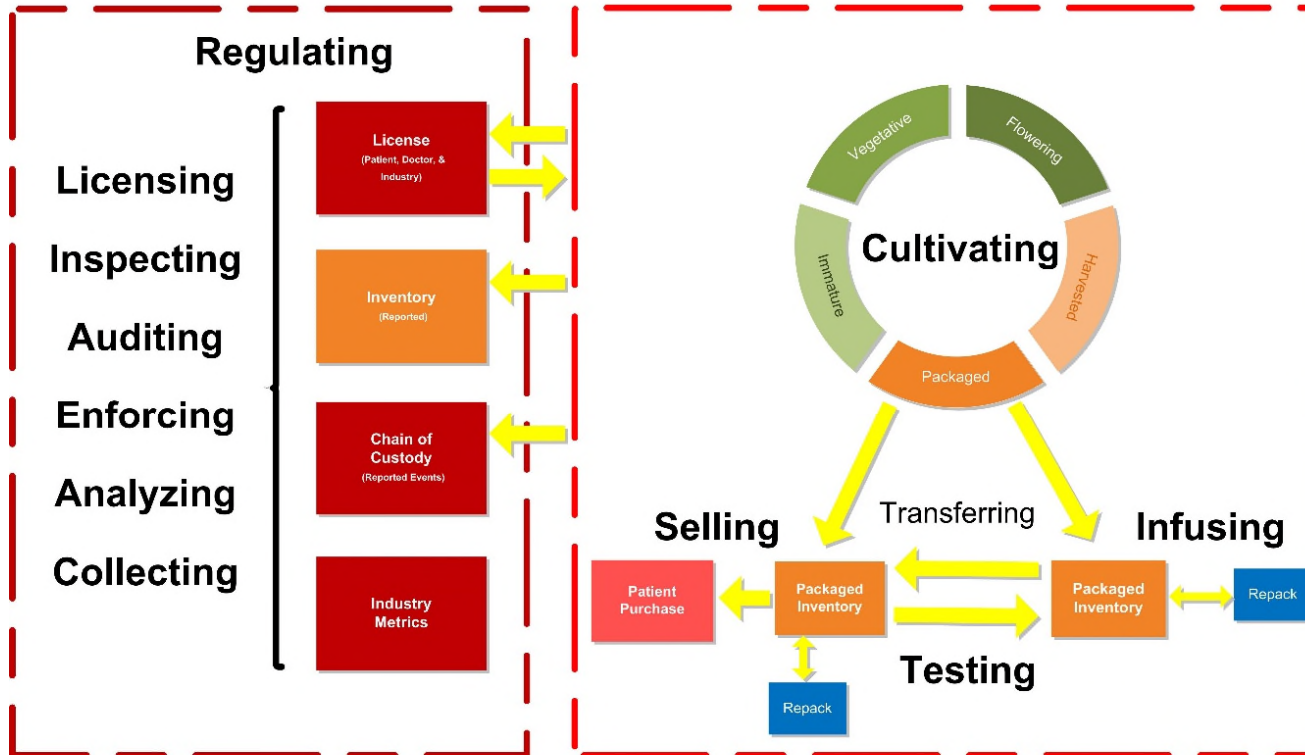 Regulating
Licensing
Inspecting
Auditing
Enforcing
Analyzing
Collecting
License
(Patient, Doctor, &
Industry)
Inventory
(Reported)
Chain of
Custody
(Reported Events)
Industry
Metrics
Vegetative
Flowering
Immature
Cultivating
Harvested
Packaged
Selling
Transferring
Infusing
Patient
Purchase
Packaged
Inventory
Packaged
Inventory
Repack
Testing
Repack